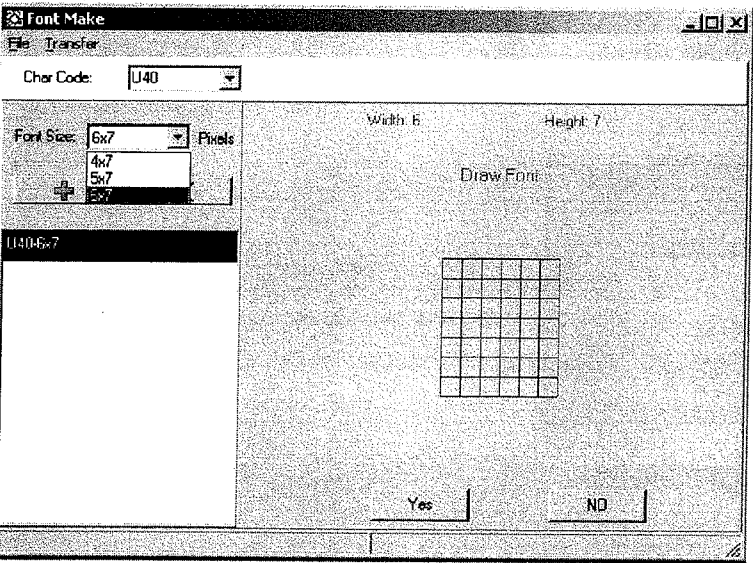 Font Make
File Transfer
Char Code: U40
Font Size: 6x7 Pixels
4x7
5x7
6x7
U40-6x7
Width: 6 Height: 7
Draw Font
Yes NO